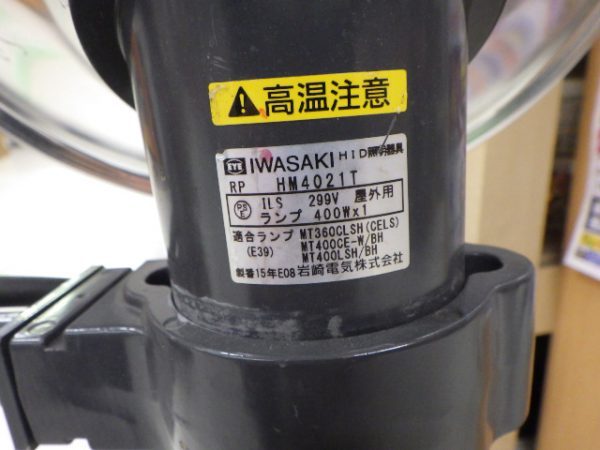 高温注意
EYE IWASAKI HID照明器具
RP HM4021T
PSE ILS 299V 屋外用
ランプ 400W×1
適合ランプ MT360CLSH(CELS)
(E39) MT400CE-W/BH
MT400LSH/BH
製番15年E08 岩崎電気株式会社